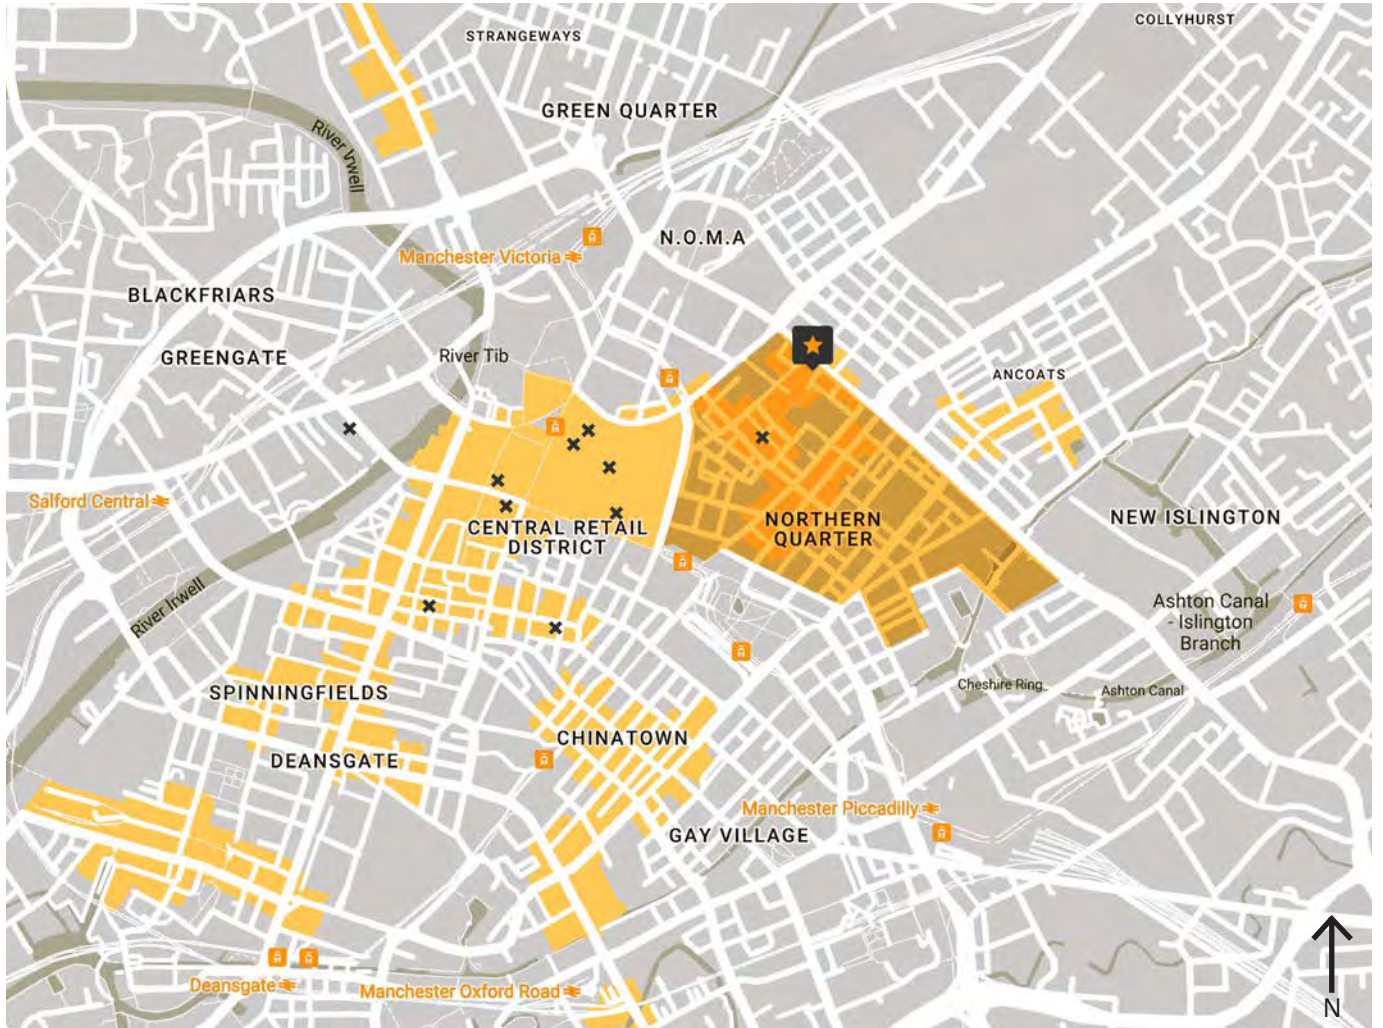 COLLYHURST
STRANGEWAYS
GREEN QUARTER
River Irwell
N.O.M.A
Manchester Victoria
BLACKFRIARS
GREENGATE
River Tib
ANCOATS
Salford Central
CENTRAL RETAIL
DISTRICT
NORTHERN
QUARTER
NEW ISLINGTON
River Irwell
Ashton Canal
- Islington
Branch
SPINNINGFIELDS
Cheshire Ring
Ashton Canal
CHINATOWN
DEANSGATE
Manchester Piccadilly
GAY VILLAGE
Deansgate
Manchester Oxford Road
N